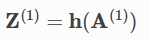 𝐙⁽¹⁾ = 𝐡(𝐀⁽¹⁾)